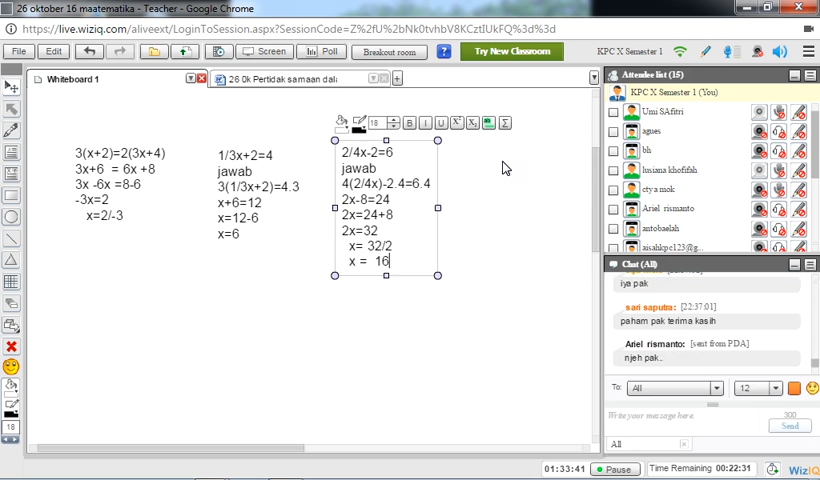 26 oktober 16 maatematika - Teacher - Google Chrome
https://live.wiziq.com/aliveext/LoginToSession.aspx?SessionCode=Z%2fU%2bNk0tvhbV8KCztIUkFQ%3d%3d
File Edit Screen Poll Breakout room ? Try New Classroom KPC X Semester 1
Whiteboard 1 26 0k Pertidak samaan dala
Attendee list (15)
KPC X Semester 1 (You)
Umi SAfitri
agues
bh
lusiana khofifah
ctya mok
Ariel rismanto
antobaelah
aisahkpc123@g...
18 B I U X² X₂ Σ
3(x+2)=2(3x+4)
3x+6 = 6x +8
3x -6x =8-6
-3x=2
x=2/-3
1/3x+2=4
jawab
3(1/3x+2)=4.3
x+6=12
x=12-6
x=6
2/4x-2=6
jawab
4(2/4x)-2.4=6.4
2x-8=24
2x=24+8
2x=32
x= 32/2
x = 16
Chat (All)
iya pak
sari saputra: [22:37:01]
paham pak terima kasih
Ariel rismanto: [sent from PDA]
njeh pak..
To: All 12
Write your message here. 300
Send
All
18
01:33:41 Pause Time Remaining 00:22:31 WizIQ